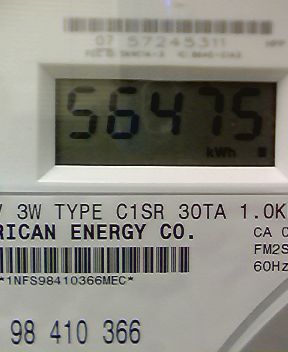 07 57245311
56475
kWh
3W TYPE C1SR 30TA 1.0K
RICAN ENERGY CO.
CA
FM2S
60Hz
*1NFS98410366MEC*
98 410 366